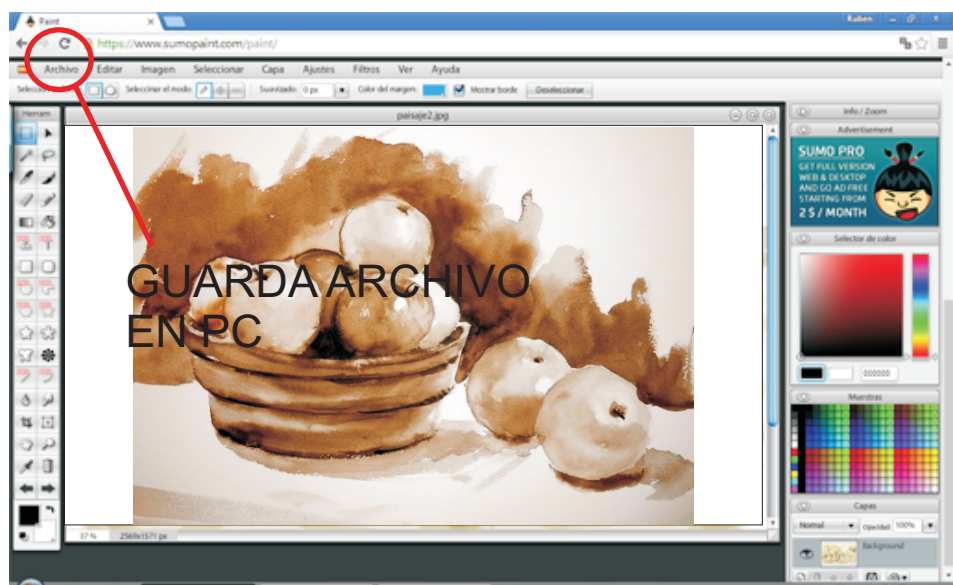 Paint
Ruben
https://www.sumopaint.com/paint/
Archivo Editar Imagen Seleccionar Capa Ajustes Filtros Ver Ayuda
Seleccionar el modo: Suavizado: 0 px Color del margen: Mostrar borde Deseleccionar
Herram.
paisaje2.jpg
Info / Zoom
Advertisement
SUMO PRO
GET FULL VERSION
WEB & DESKTOP
AND GO AD FREE
STARTING FROM
2 $ / MONTH
Selector de color
GUARDA ARCHIVO
EN PC
000000
Muestras
Capas
Normal Opacidad: 100%
Background
37 % 2569x1571 px